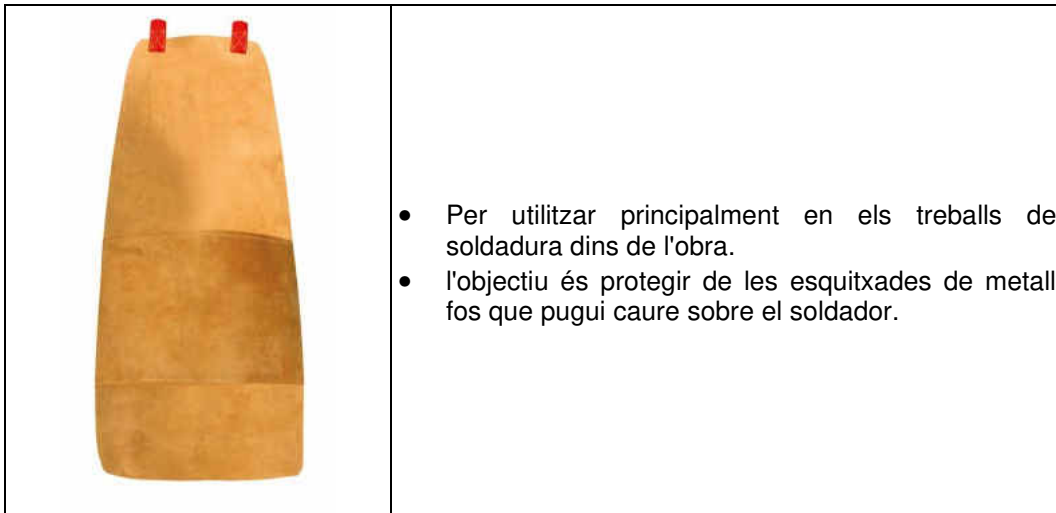 • Per utilitzar principalment en els treballs de
soldadura dins de l'obra.
• l'objectiu és protegir de les esquitxades de metall
fos que pugui caure sobre el soldador.